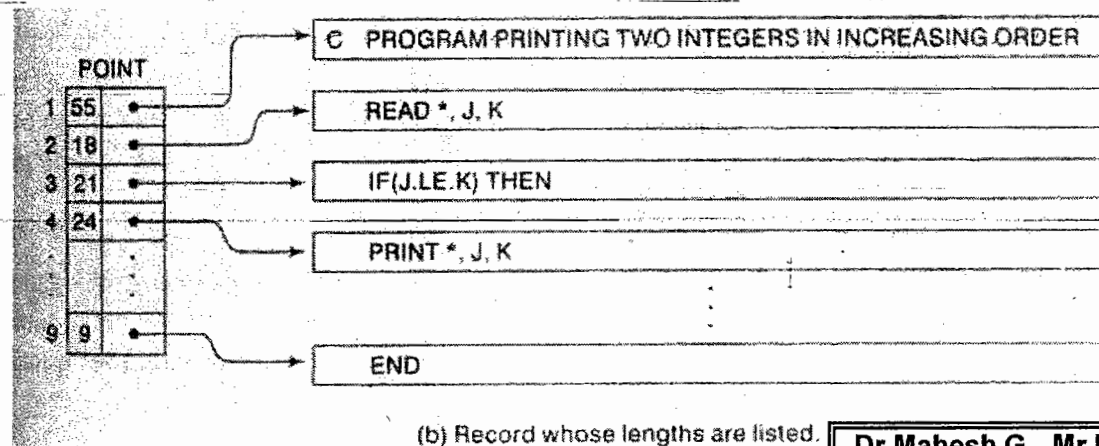 C PROGRAM PRINTING TWO INTEGERS IN INCREASING ORDER
POINT
1 55
READ *, J, K
2 18
3 21 IF(J.LE.K) THEN
4 24
PRINT *, J, K
9 9
END
(b) Record whose lengths are listed.
Dr Mahesh G Mr